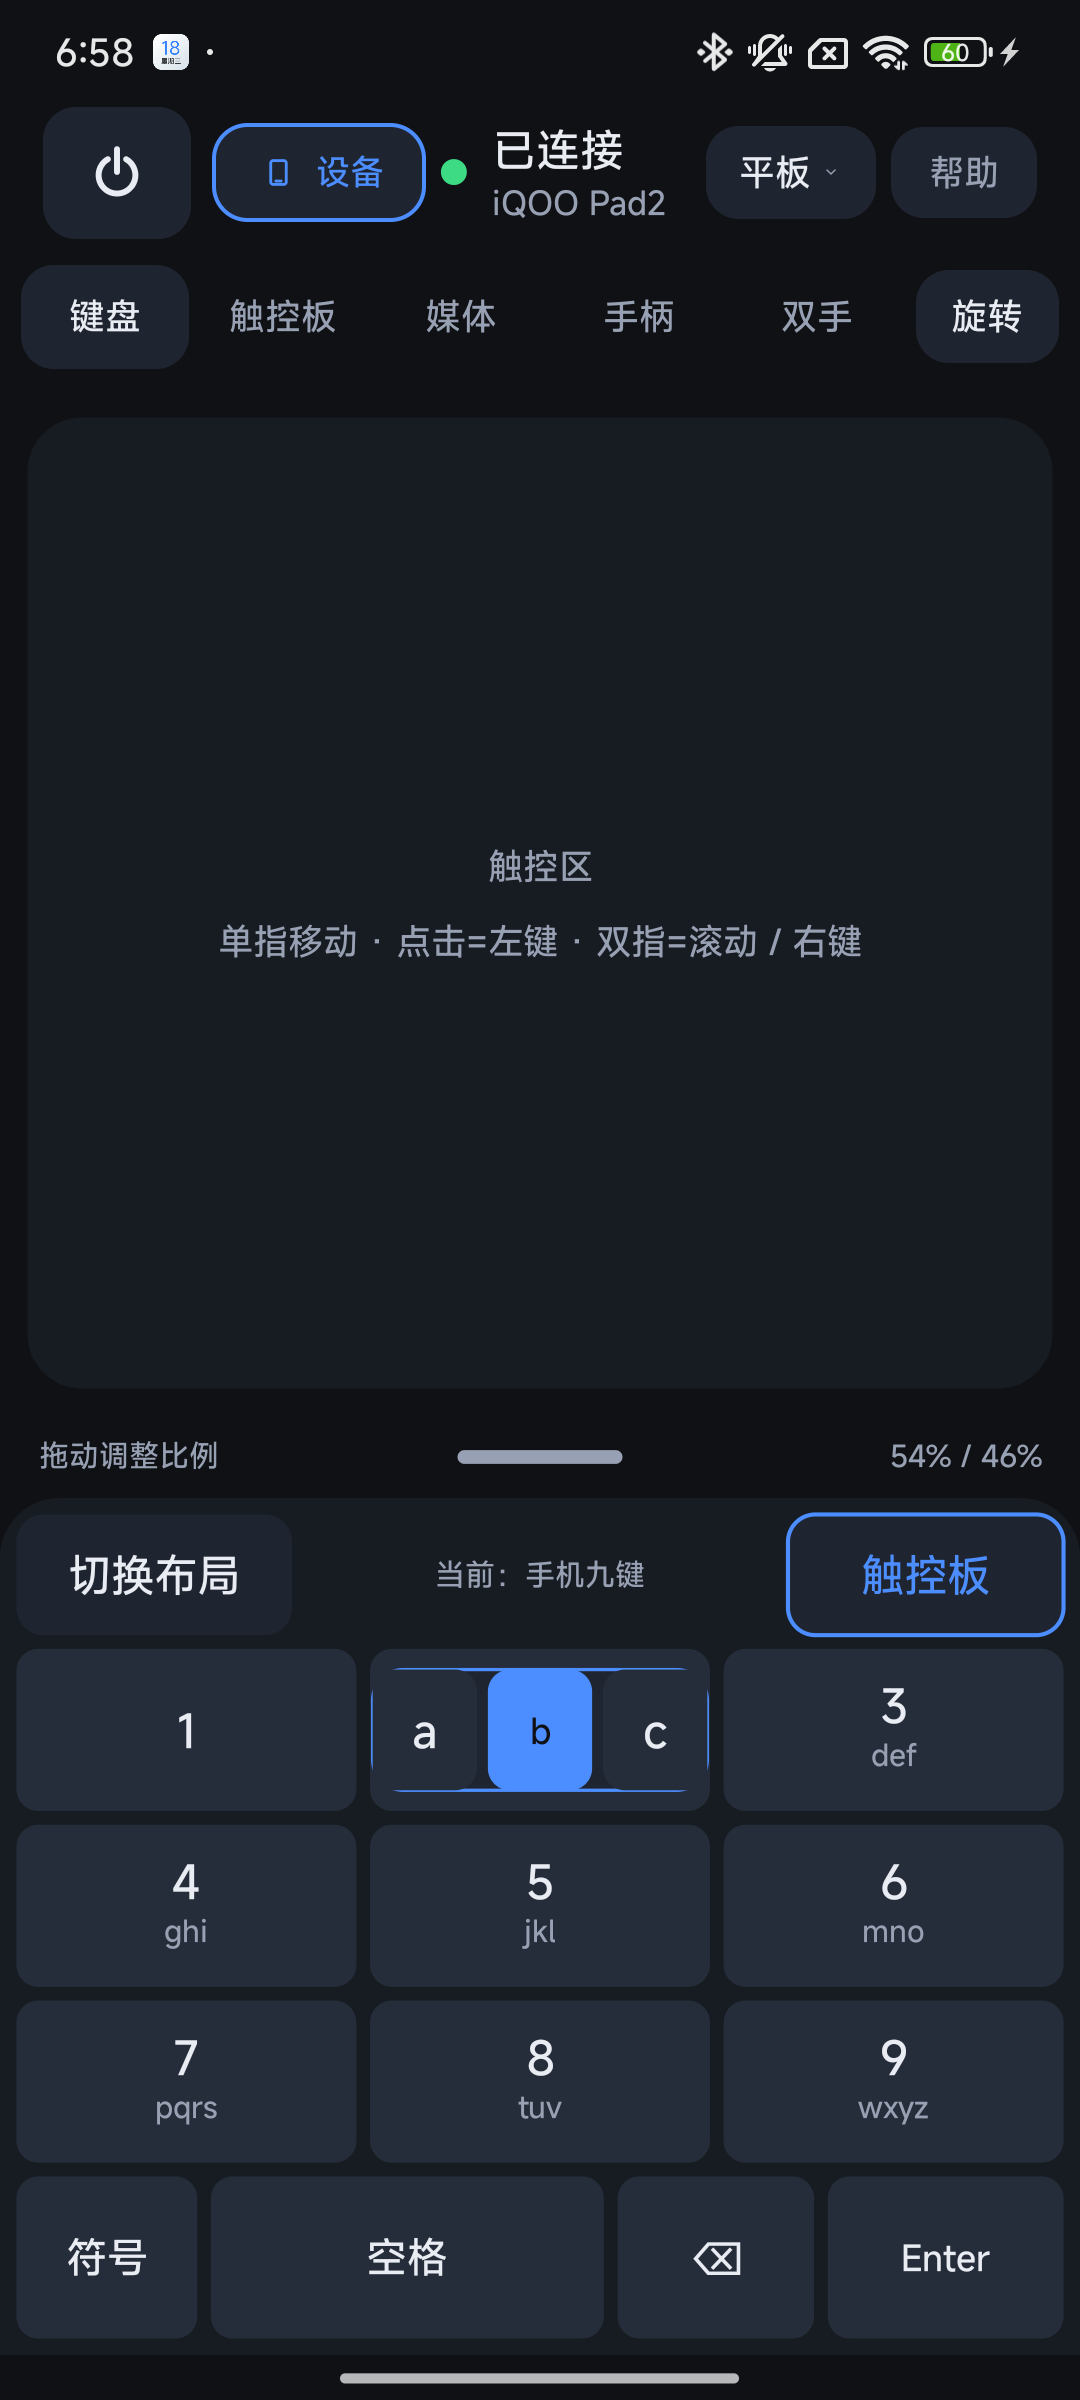 6:58
18
星期三
60
设备
已连接
iQOO Pad2
平板
帮助
键盘
触控板
媒体
手柄
双手
旋转
触控区
单指移动 · 点击=左键 · 双指=滚动 / 右键
拖动调整比例
54% / 46%
切换布局
当前：手机九键
触控板
1
a
b
c
3
def
4
ghi
5
jkl
6
mno
7
pqrs
8
tuv
9
wxyz
符号
空格
Enter